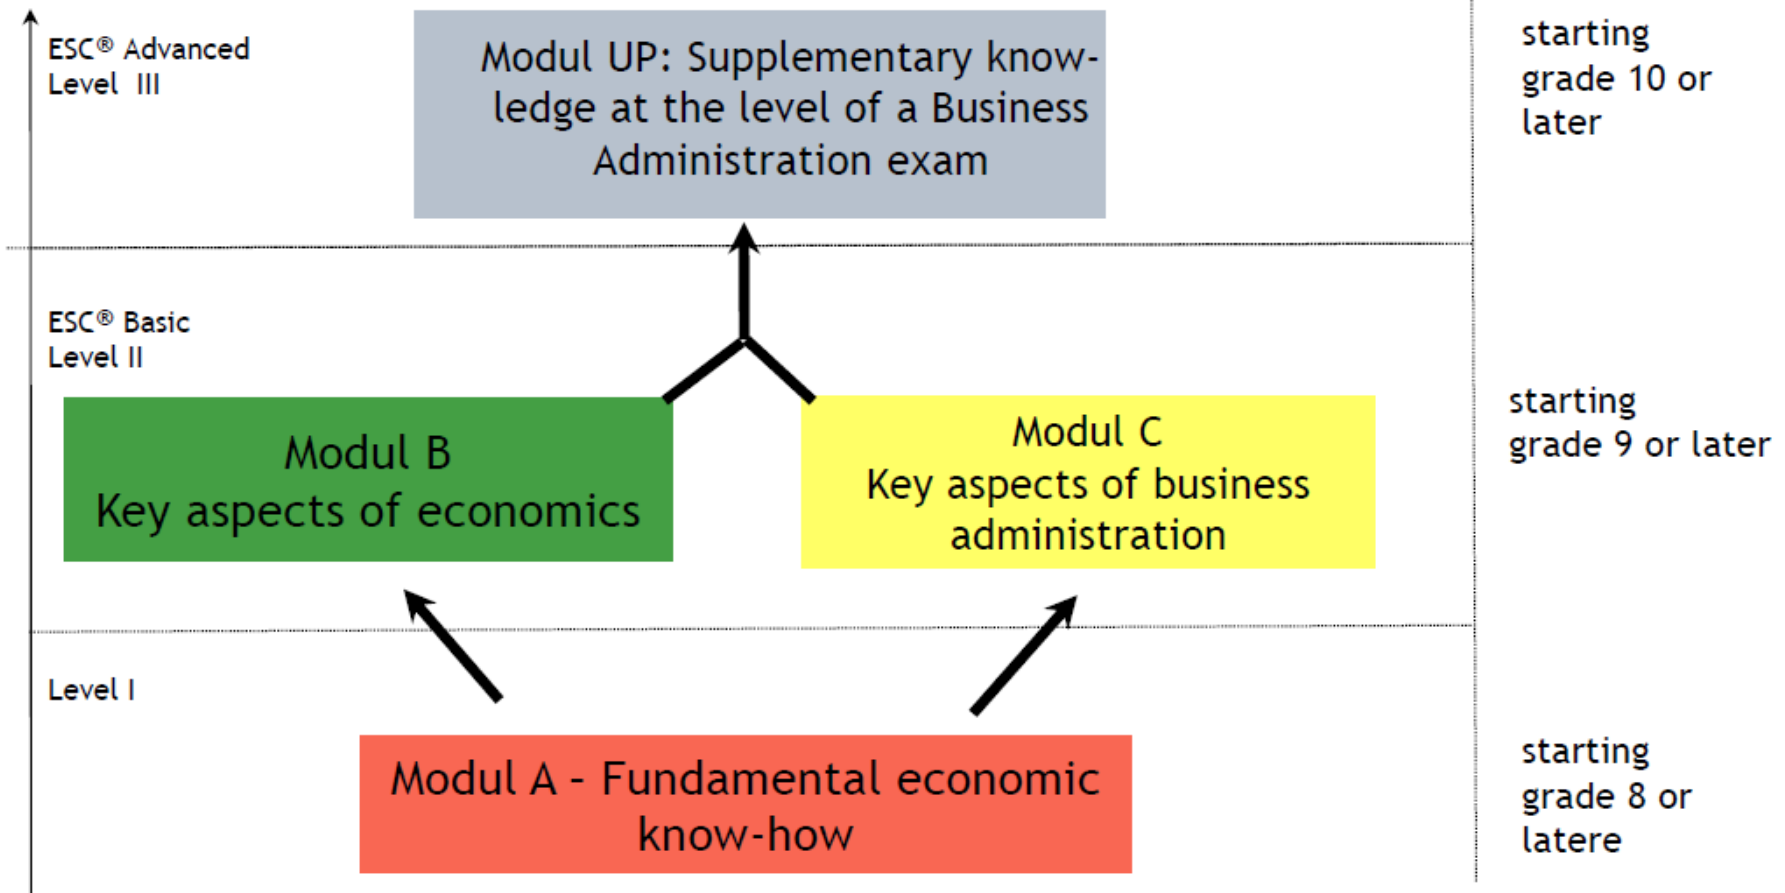 ESC® Advanced
Level III
Modul UP: Supplementary know-
ledge at the level of a Business
Administration exam
starting
grade 10 or
later
ESC® Basic
Level II
Modul B
Key aspects of economics
Modul C
Key aspects of business
administration
starting
grade 9 or later
Level I
Modul A – Fundamental economic
know-how
starting
grade 8 or
latere